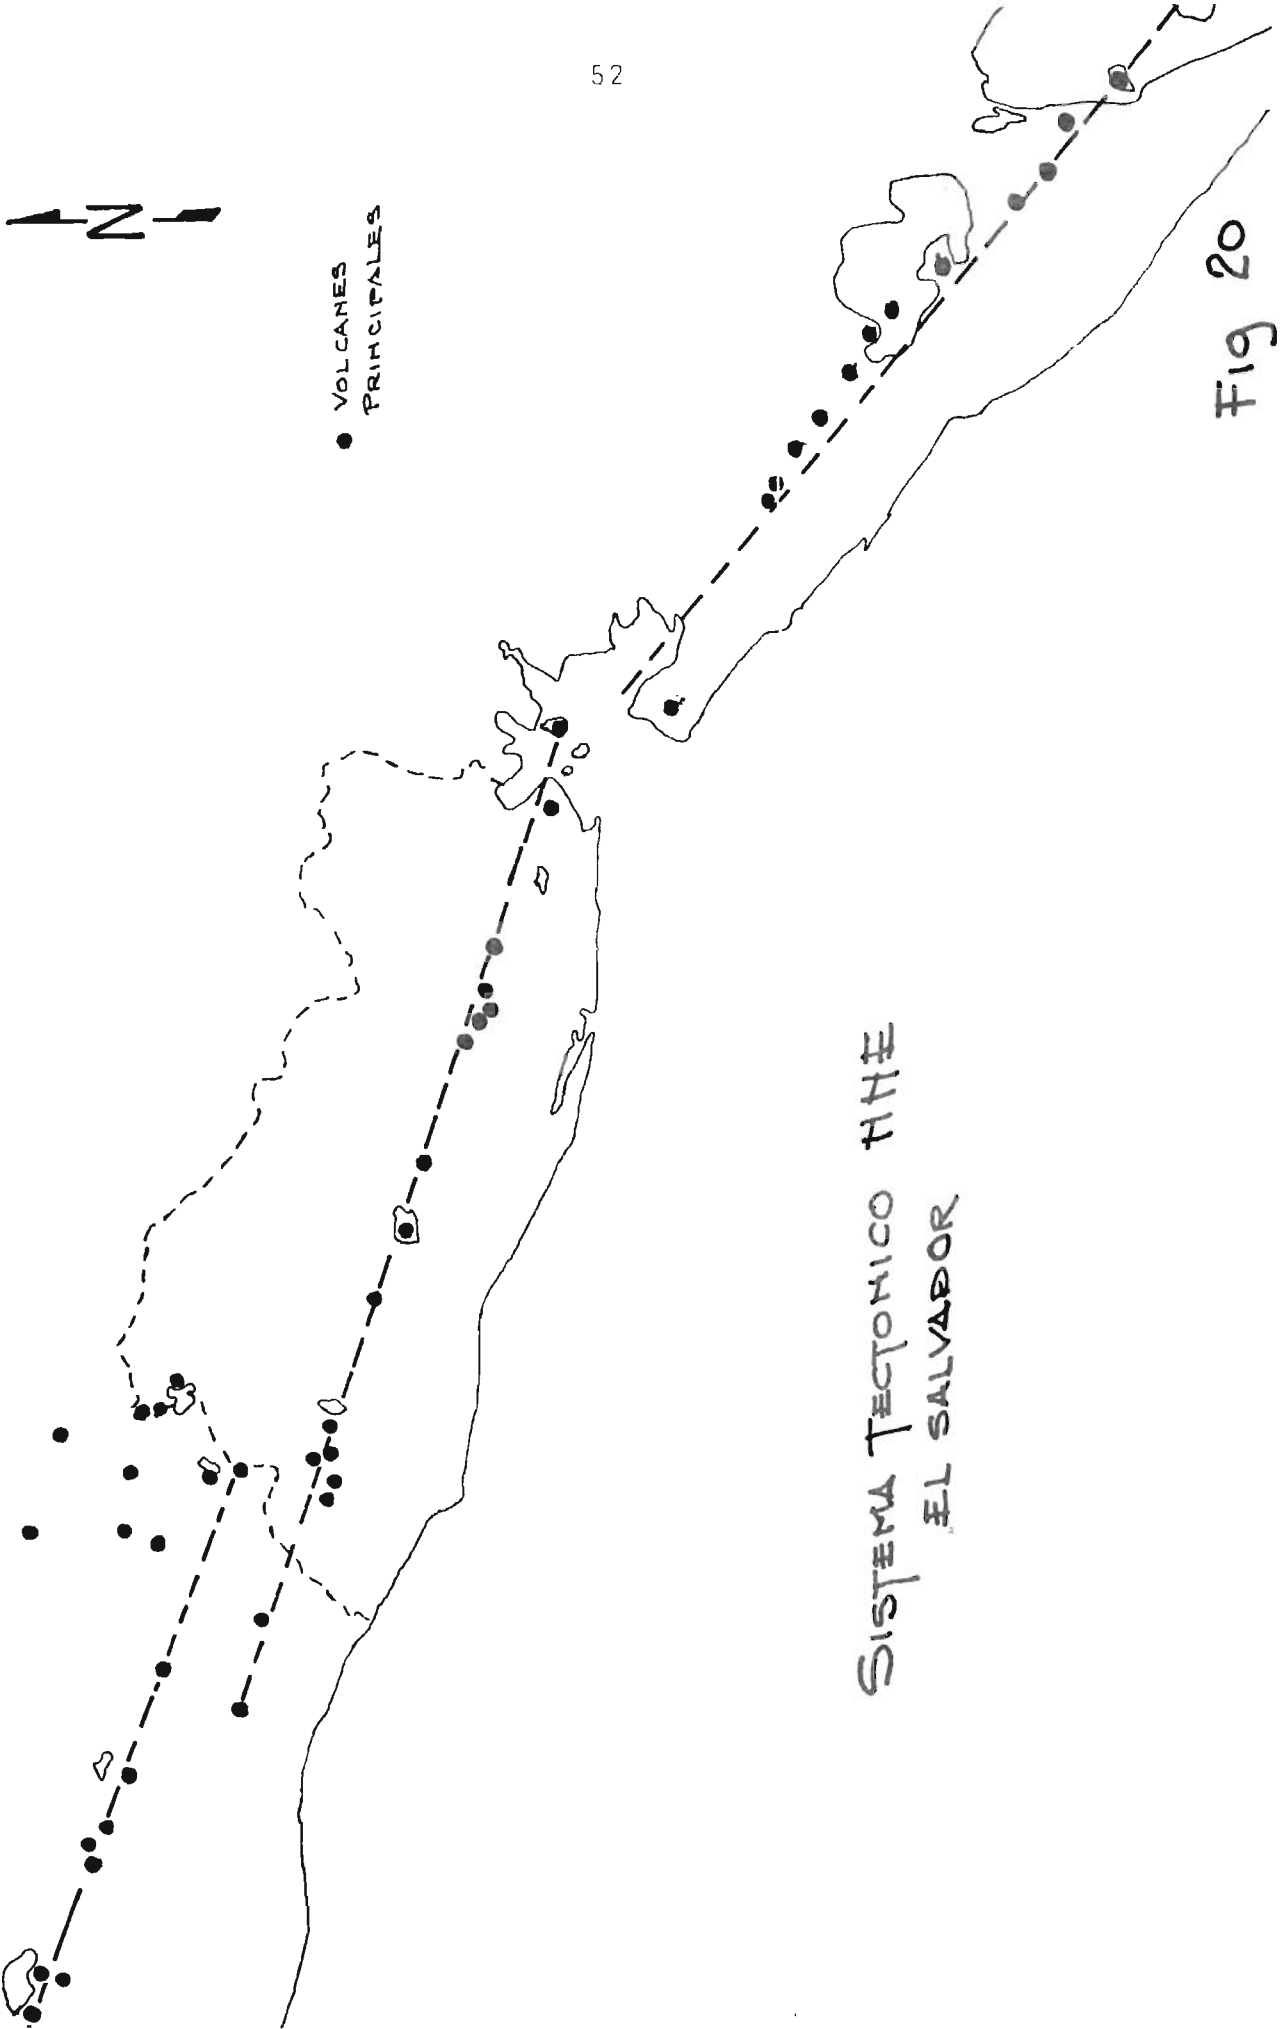 52
N
VOLCANES
PRINCIPALES
SISTEMA TECTONICO NNE
EL SALVADOR
Fig 20